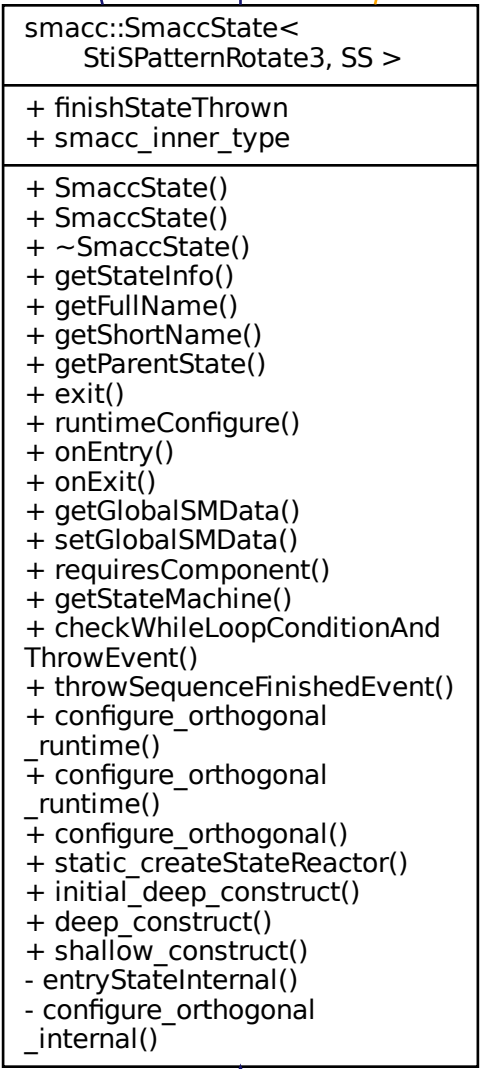 smacc::SmaccState<
StiSPatternRotate3, SS >
+ finishStateThrown
+ smacc_inner_type
+ SmaccState()
+ SmaccState()
+ ~SmaccState()
+ getStateInfo()
+ getFullName()
+ getShortName()
+ getParentState()
+ exit()
+ runtimeConfigure()
+ onEntry()
+ onExit()
+ getGlobalSMData()
+ setGlobalSMData()
+ requiresComponent()
+ getStateMachine()
+ checkWhileLoopConditionAnd
ThrowEvent()
+ throwSequenceFinishedEvent()
+ configure_orthogonal
_runtime()
+ configure_orthogonal
_runtime()
+ configure_orthogonal()
+ static_createStateReactor()
+ initial_deep_construct()
+ deep_construct()
+ shallow_construct()
- entryStateInternal()
- configure_orthogonal
_internal()